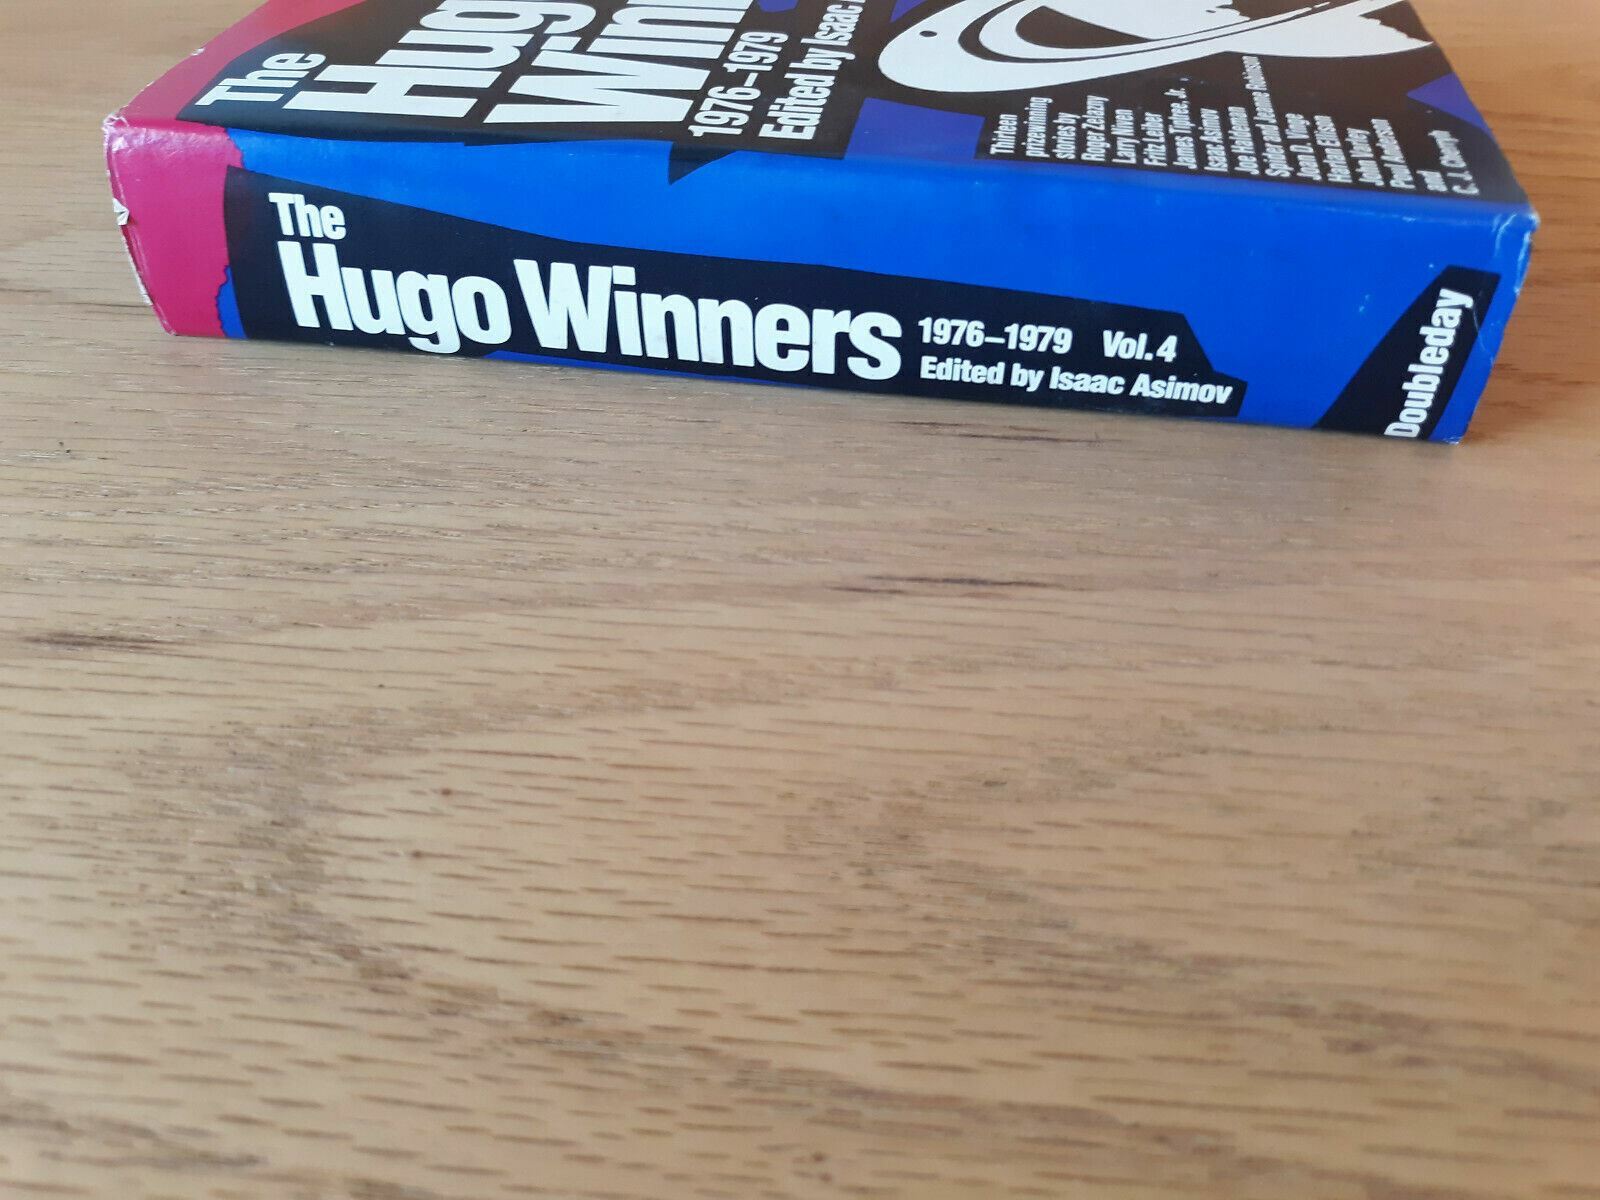 The
Hug
Winn
1976–1979
Edited by Isaac
Thirteen
prizewinning
stories by
Roger Zelazny
Larry Niven
Fritz Leiber
James Tiptree, Jr.
Isaac Asimov
Joe Haldeman
Spider and Jeanne Robinson
Joan D. Vinge
Harlan Ellison
John Varley
Poul Anderson
and
C. J. Cherryh
The
Hugo Winners
1976–1979 Vol. 4
Edited by Isaac Asimov
Doubleday